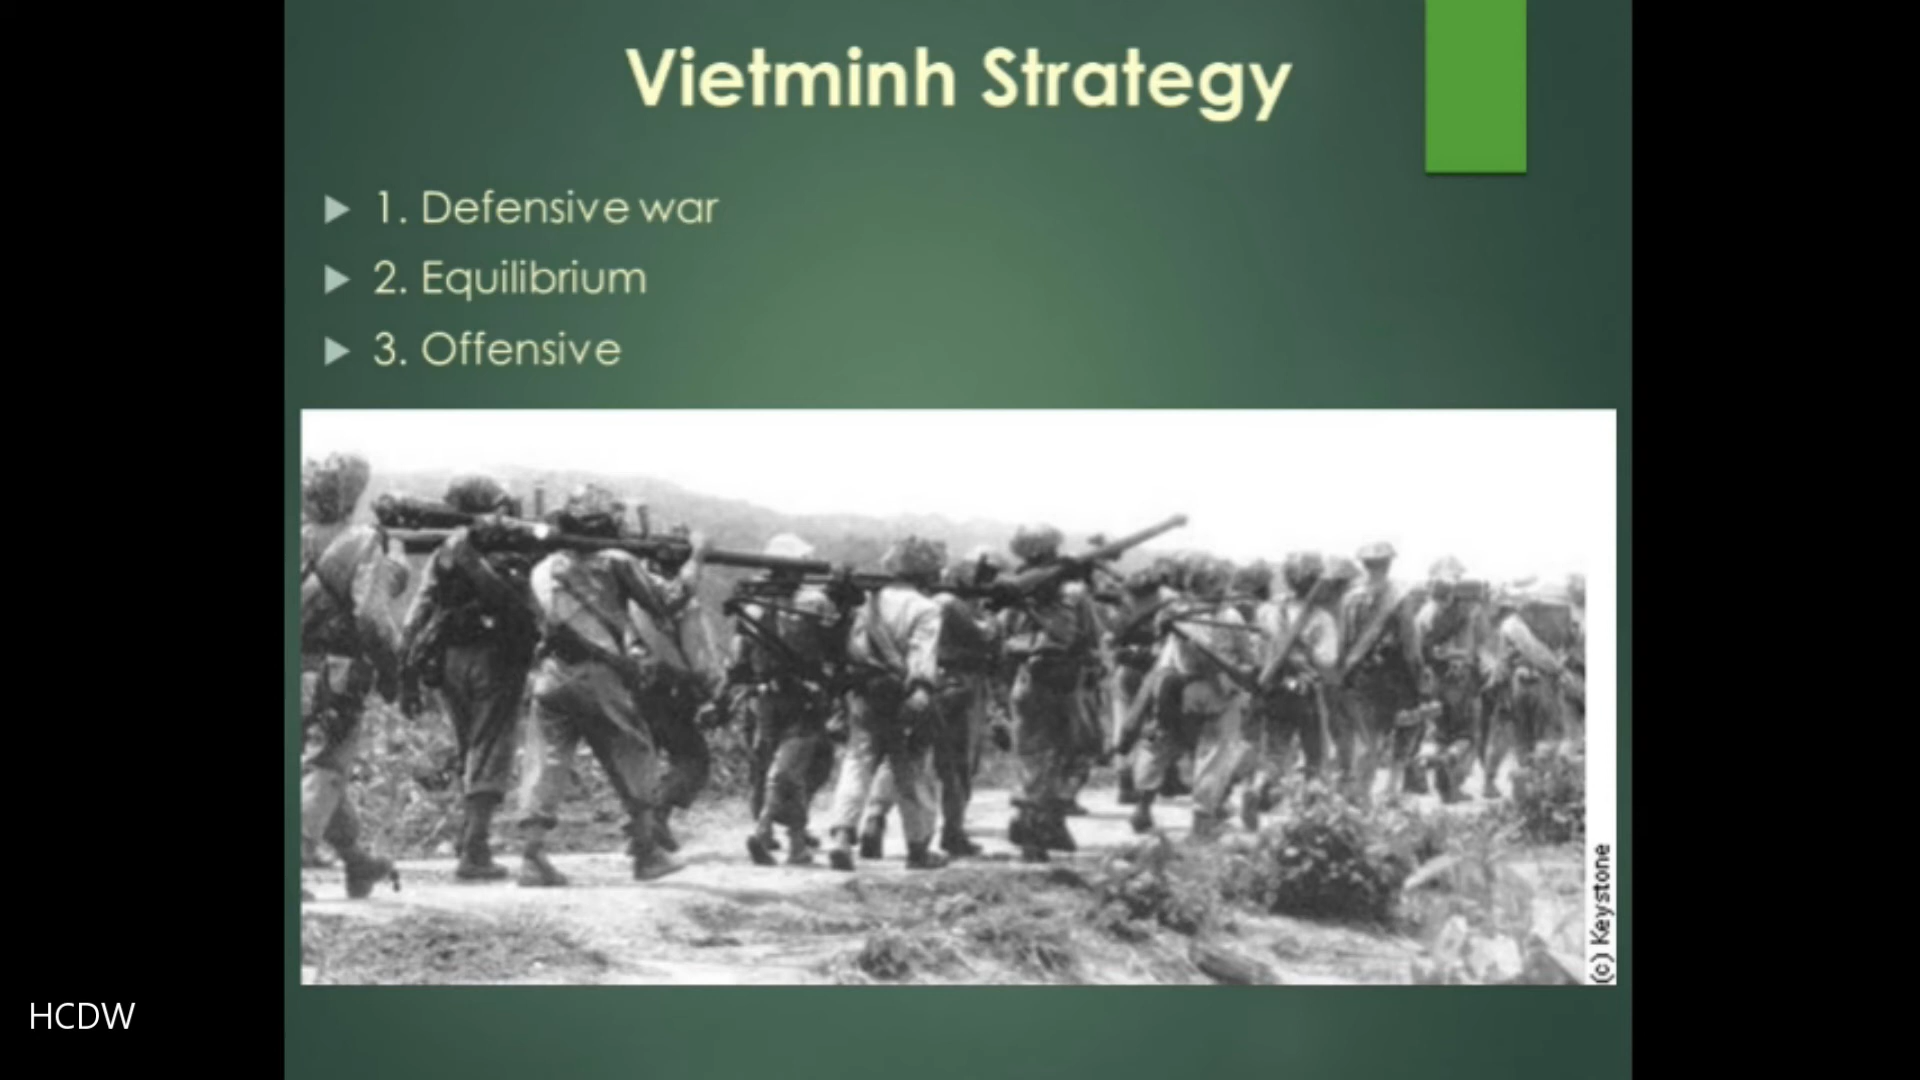 Vietminh Strategy
1. Defensive war
2. Equilibrium
3. Offensive
(c) Keystone
HCDW